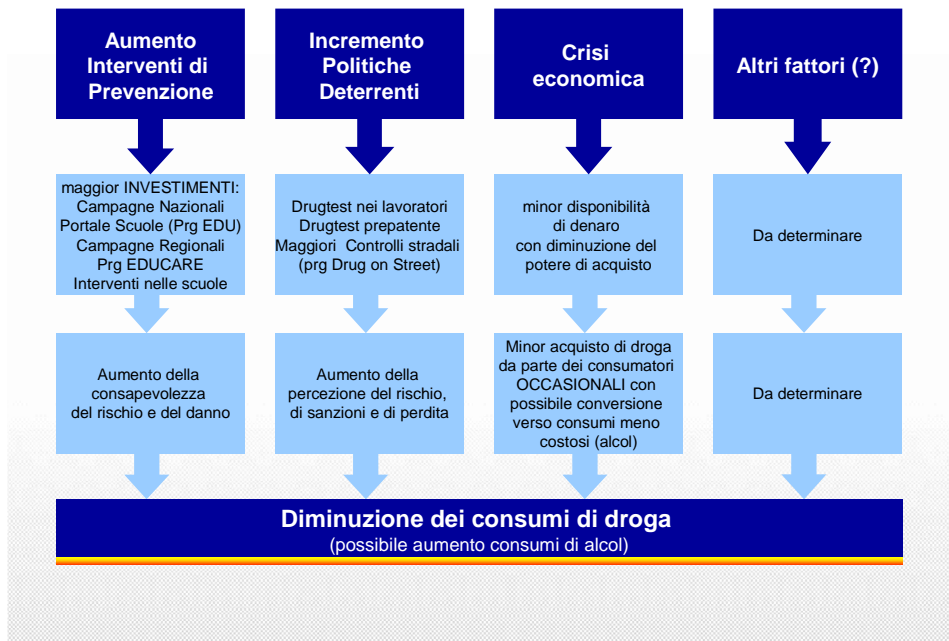 Aumento
Interventi di
Prevenzione
Incremento
Politiche
Deterrenti
Crisi
economica
Altri fattori (?)
maggior INVESTIMENTI:
Campagne Nazionali
Portale Scuole (Prg EDU)
Campagne Regionali
Prg EDUCARE
Interventi nelle scuole
Drugtest nei lavoratori
Drugtest prepatente
Maggiori Controlli stradali
(prg Drug on Street)
minor disponibilità
di denaro
con diminuzione del
potere di acquisto
Da determinare
Aumento della
consapevolezza
del rischio e del danno
Aumento della
percezione del rischio,
di sanzioni e di perdita
Minor acquisto di droga
da parte dei consumatori
OCCASIONALI con
possibile conversione
verso consumi meno
costosi (alcol)
Da determinare
Diminuzione dei consumi di droga
(possibile aumento consumi di alcol)